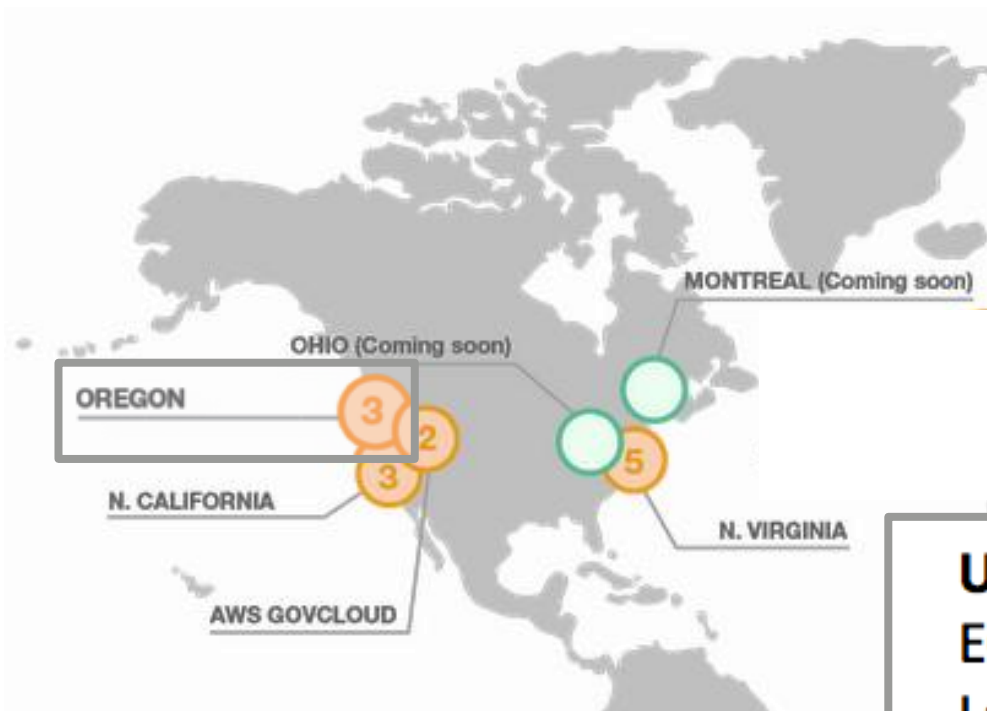 MONTREAL (Coming soon)
OHIO (Coming soon)
OREGON
3
2
3
5
N. CALIFORNIA
N. VIRGINIA
AWS GOVCLOUD
U
E